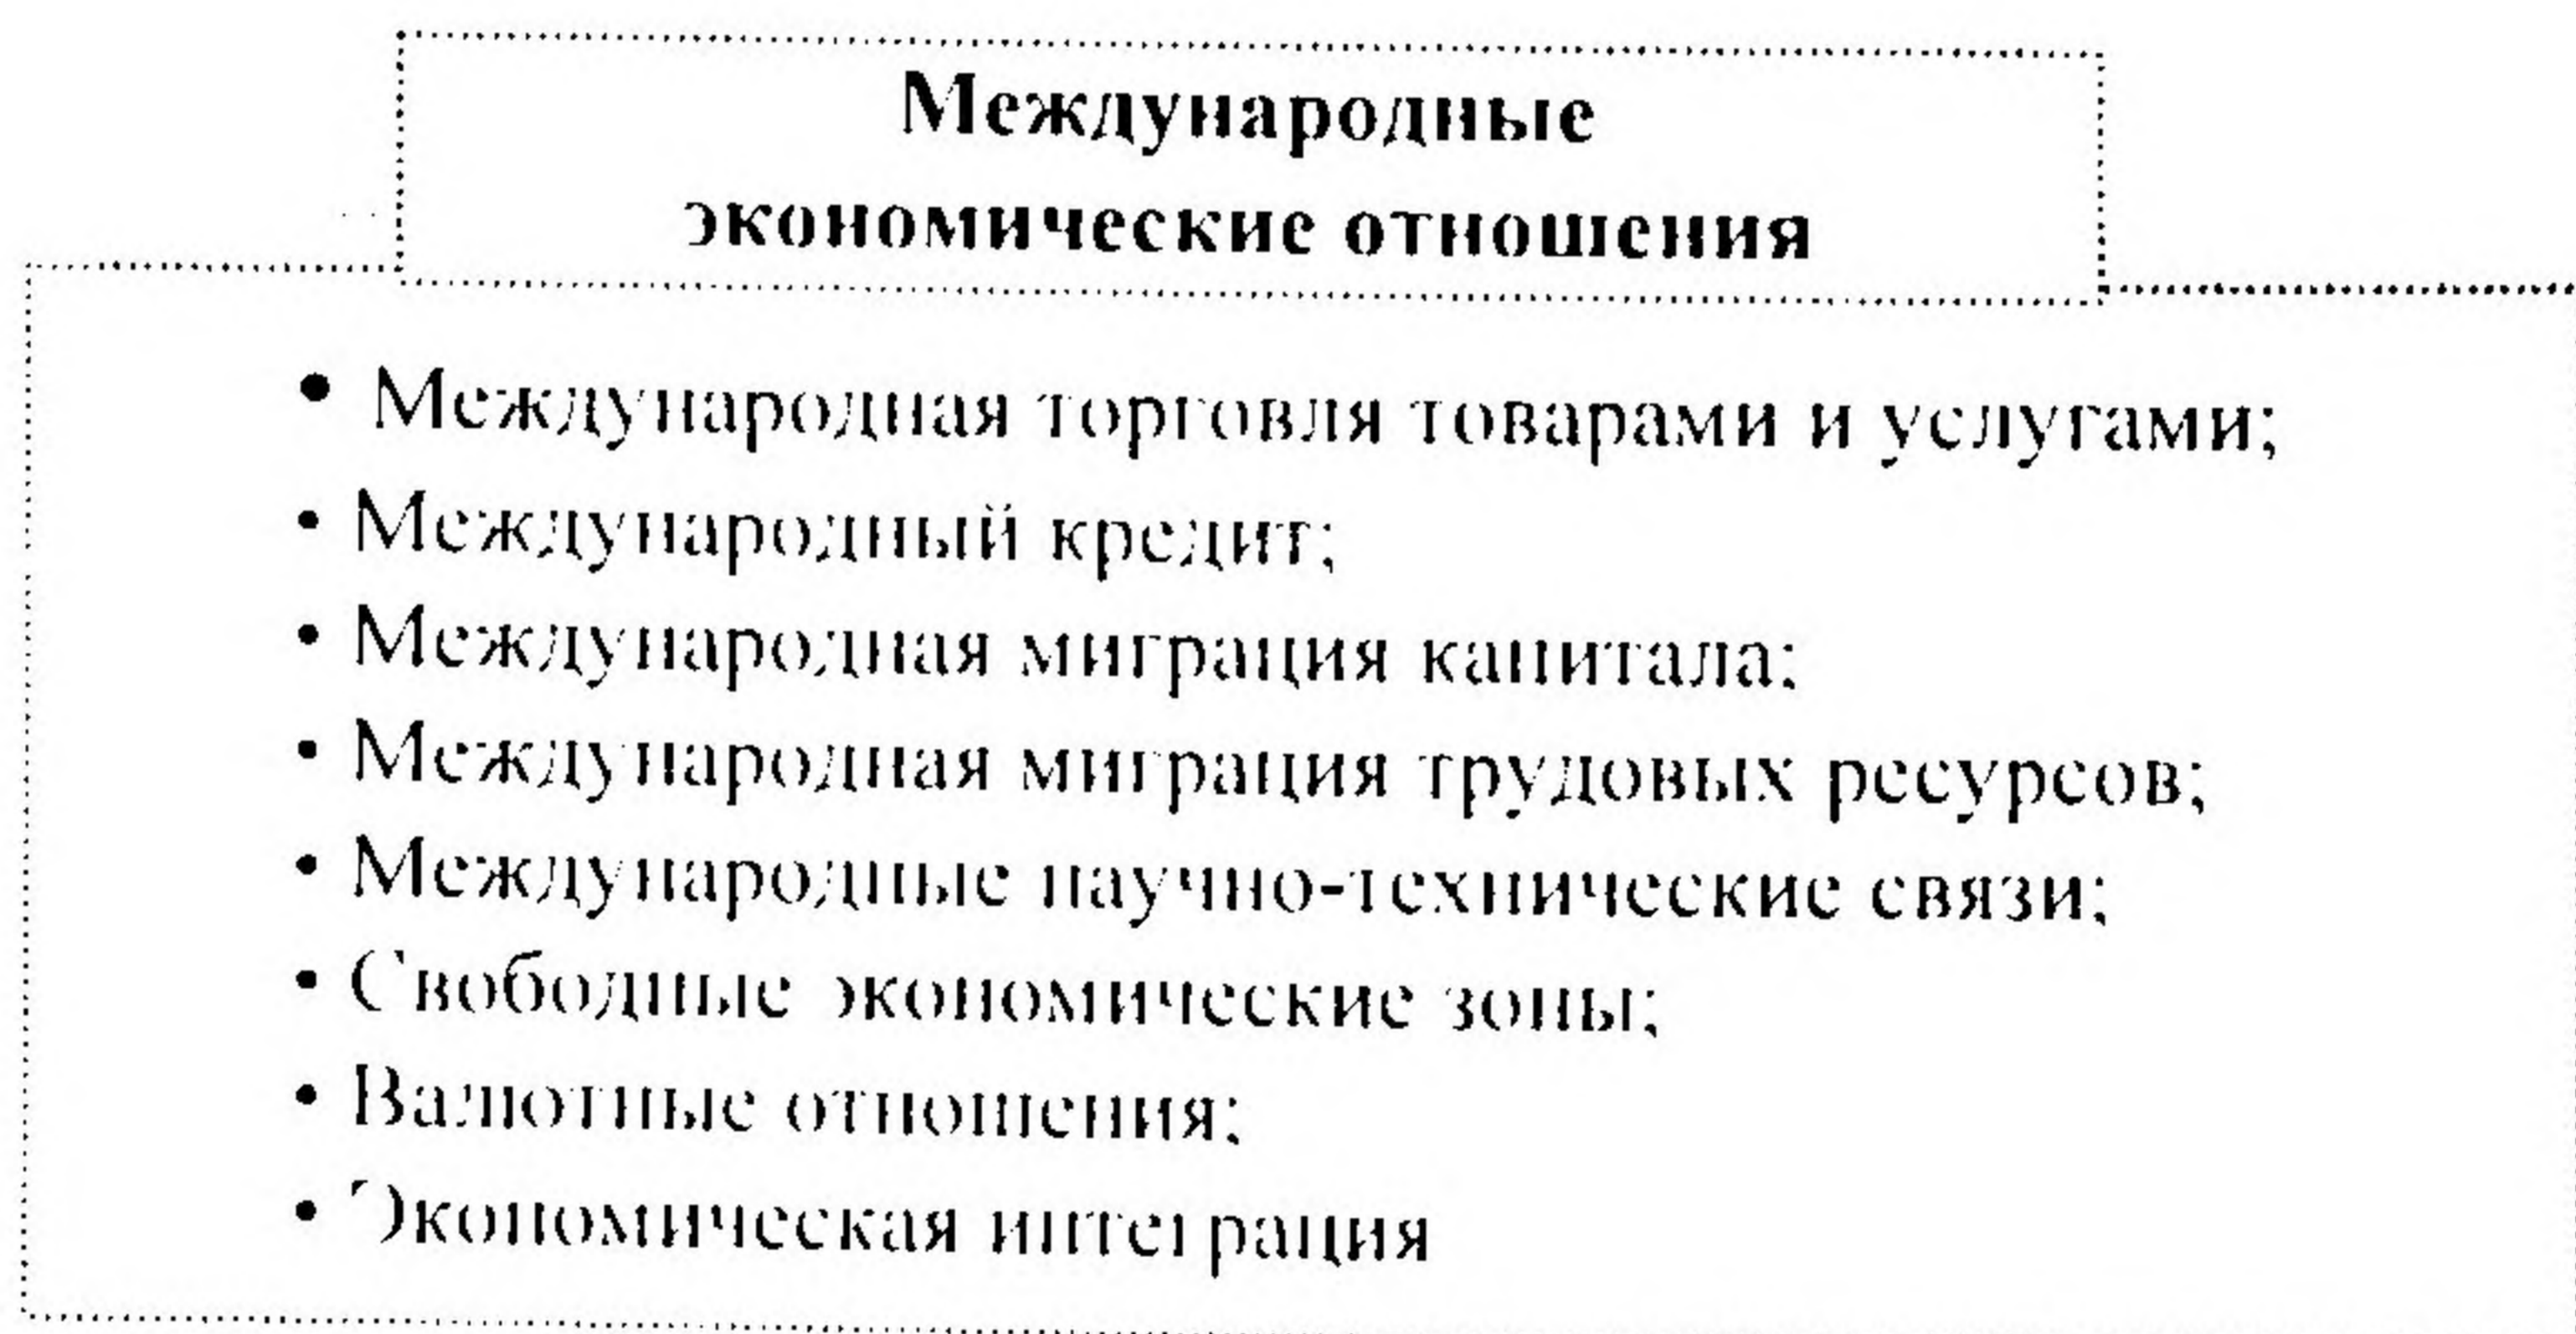 Международные
экономические отношения
• Международная торговля товарами и услугами;
• Международный кредит;
• Международная миграция капитала;
• Международная миграция трудовых ресурсов;
• Международные научно-технические связи;
• Свободные экономические зоны;
• Валютные отношения;
• Экономическая интеграция